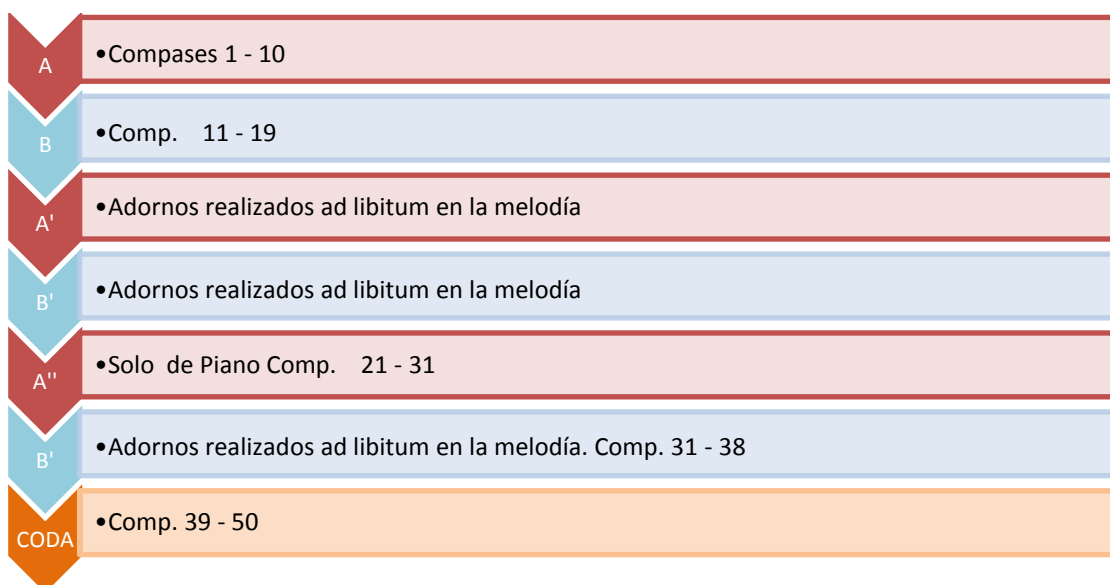 A
•Compases 1 - 10
B
•Comp. 11 - 19
A'
•Adornos realizados ad libitum en la melodía
B'
•Adornos realizados ad libitum en la melodía
A''
•Solo de Piano Comp. 21 - 31
B'
•Adornos realizados ad libitum en la melodía. Comp. 31 - 38
CODA
•Comp. 39 - 50